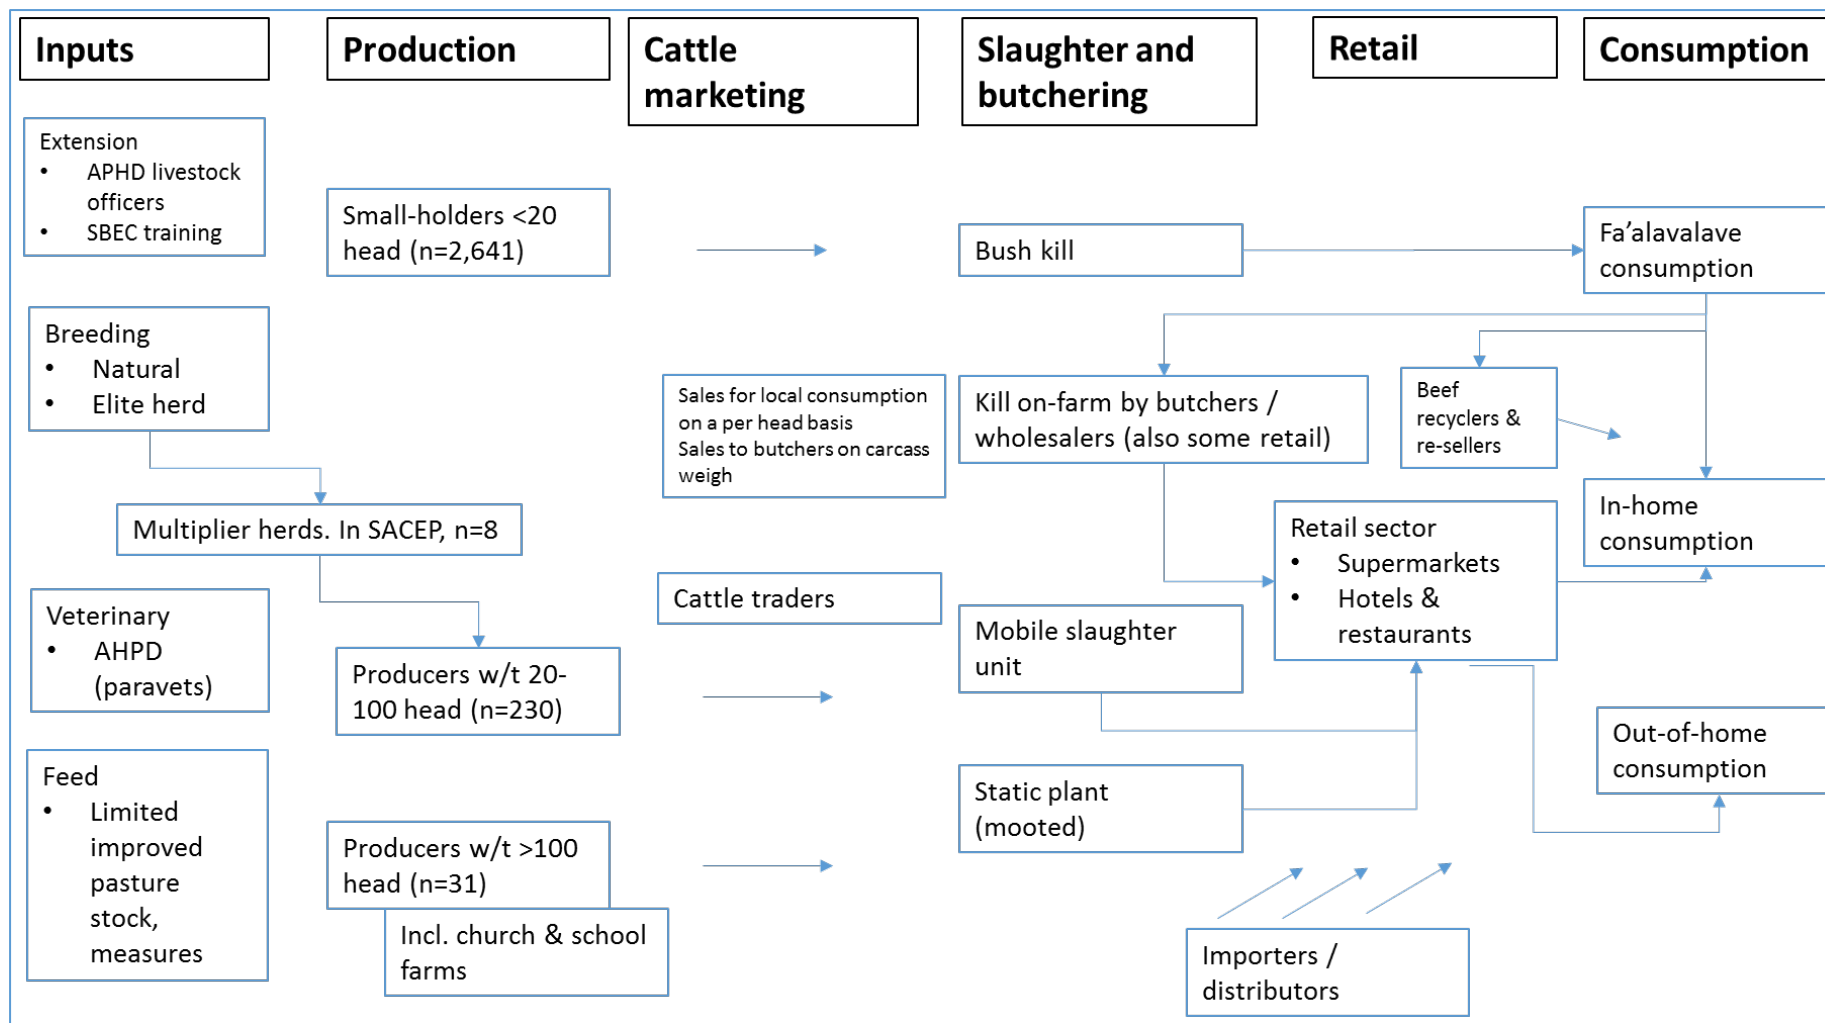 Inputs
Production
Cattle
marketing
Slaughter and
butchering
Retail
Consumption
Extension
• APHD livestock
officers
• SBEC training
Breeding
• Natural
• Elite herd
Multiplier herds. In SACEP, n=8
Veterinary
• AHPD
(paravets)
Feed
• Limited
improved
pasture
stock,
measures
Small-holders <20
head (n=2,641)
Producers w/t 20-
100 head (n=230)
Producers w/t >100
head (n=31)
Incl. church & school
farms
Sales for local consumption
on a per head basis
Sales to butchers on carcass
weigh
Cattle traders
Bush kill
Kill on-farm by butchers /
wholesalers (also some retail)
Mobile slaughter
unit
Static plant
(mooted)
Beef
recyclers &
re-sellers
Retail sector
• Supermarkets
• Hotels &
restaurants
Importers /
distributors
Fa’alavalave
consumption
In-home
consumption
Out-of-home
consumption